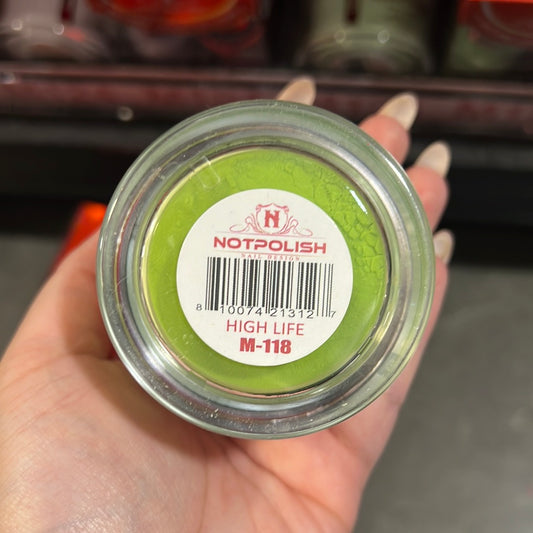 N
NOTPOLISH
NAIL DESIGN
8 10074 21312 7
HIGH LIFE
M-118